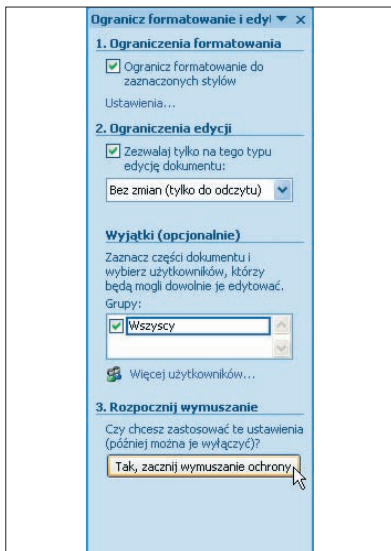 Ogranicz formatowanie i edy
1. Ograniczenia formatowania
Ogranicz formatowanie do
zaznaczonych stylów
Ustawienia...
2. Ograniczenia edycji
Zezwalaj tylko na tego typu
edycję dokumentu:
Bez zmian (tylko do odczytu)
Wyjątki (opcjonalnie)
Zaznacz części dokumentu i
wybierz użytkowników, którzy
będą mogli dowolnie je edytować.
Grupy:
Wszyscy
Więcej użytkowników...
3. Rozpocznij wymuszanie
Czy chcesz zastosować te ustawienia
(później można je wyłączyć)?
Tak, zacznij wymuszanie ochrony